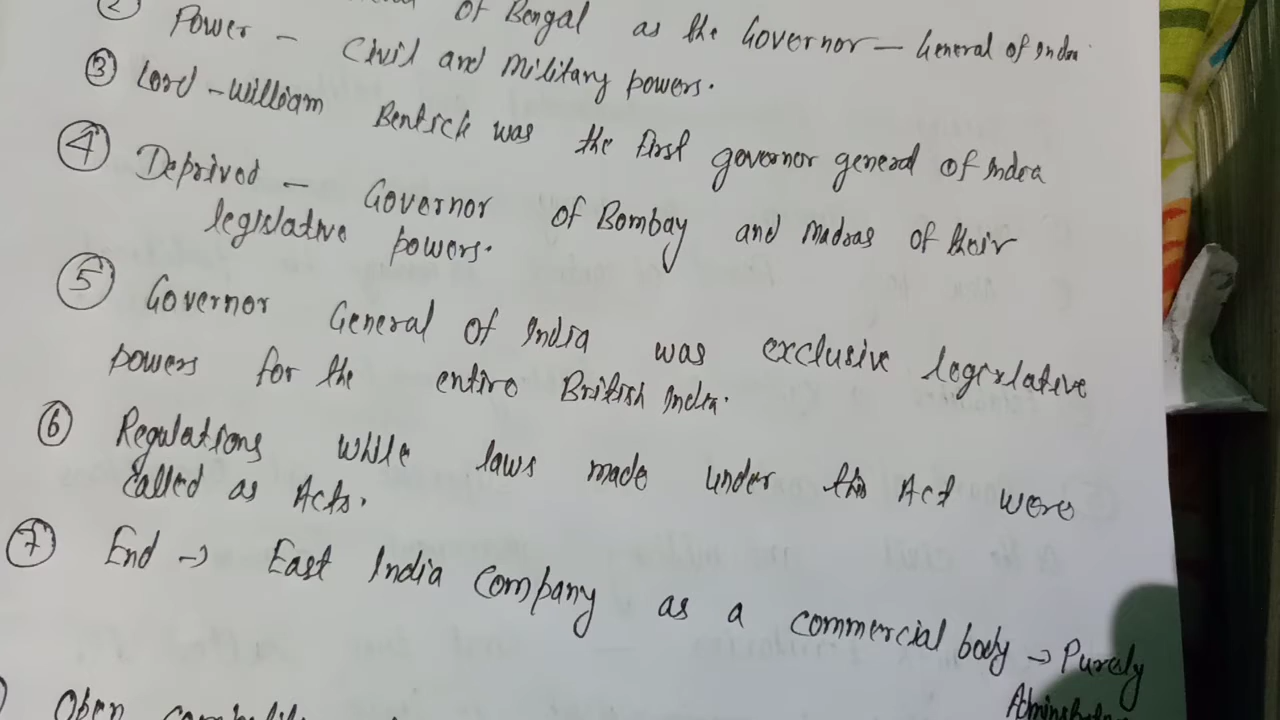 ② of Bengal as the Governor - General of India
Power - Civil and Military powers.
③ Lord - William Bentick was the first governor general of India
④ Deprived - Governor of Bombay and Madras of their
legislative powers.
⑤ Governor General of India was exclusive legislative
powers for the entire British India.
⑥ Regulations while laws made under this Act were
called as Acts.
⑦ End → East India Company as a commercial body → Purely
Open